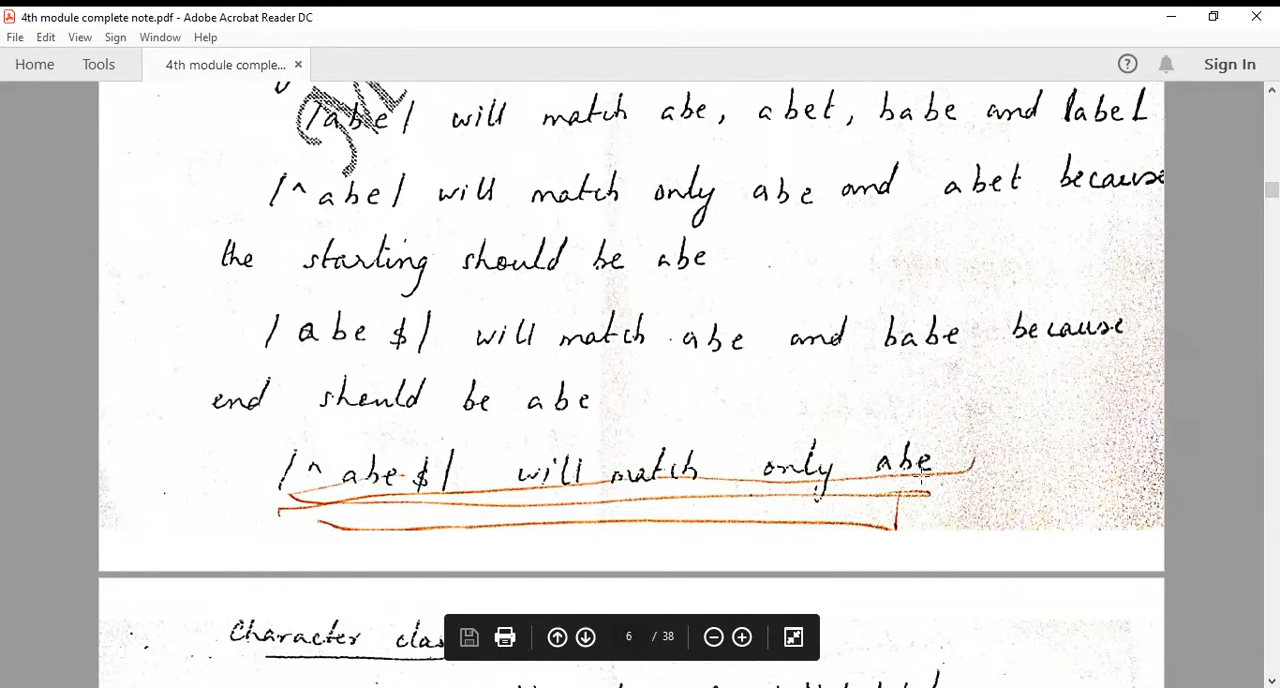 4th module complete note.pdf - Adobe Acrobat Reader DC
File Edit View Sign Window Help
Home Tools 4th module comple... × ? Sign In
/abe/ will match abe, abet, babe and label
/^abe/ will match only abe and abet because
the starting should be abe
/abe$/ will match abe and babe because
end should be abe
/^abe$/ will match only abe
Character clas
6 / 38